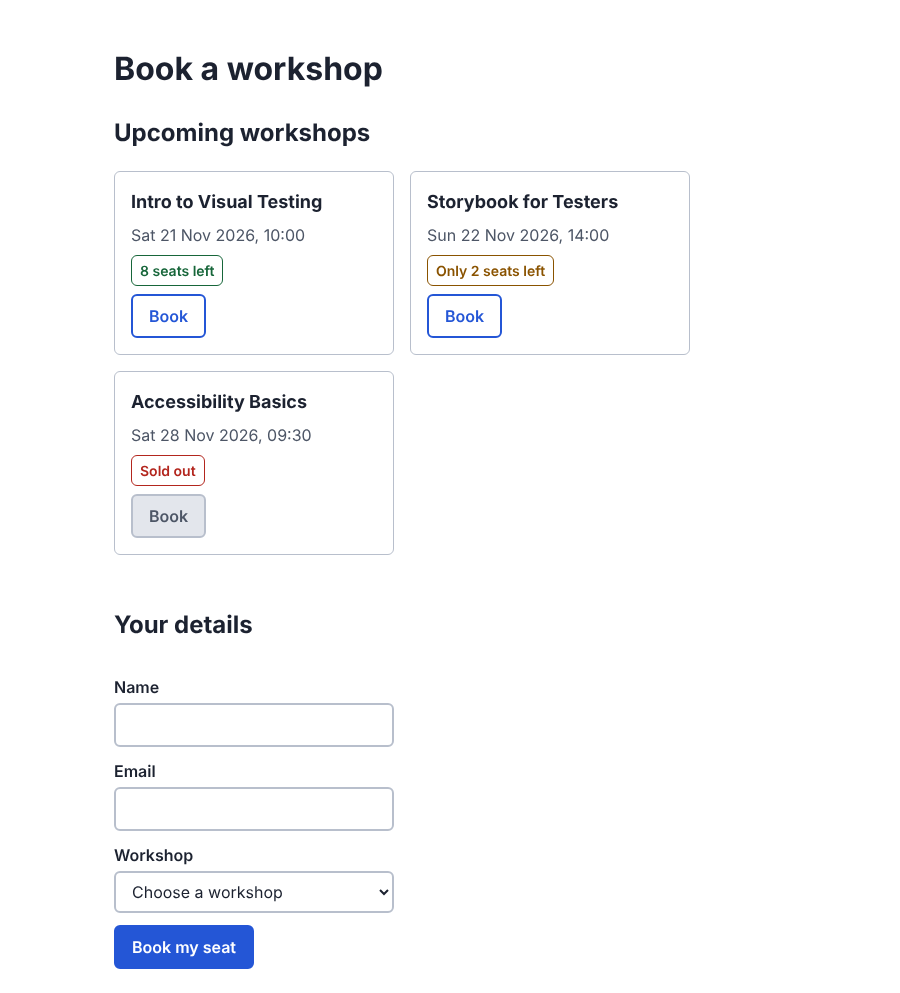 Book a workshop
Upcoming workshops
Intro to Visual Testing
Sat 21 Nov 2026, 10:00
8 seats left
Book
Storybook for Testers
Sun 22 Nov 2026, 14:00
Only 2 seats left
Book
Accessibility Basics
Sat 28 Nov 2026, 09:30
Sold out
Book
Your details
Name
Email
Workshop
Choose a workshop
Book my seat